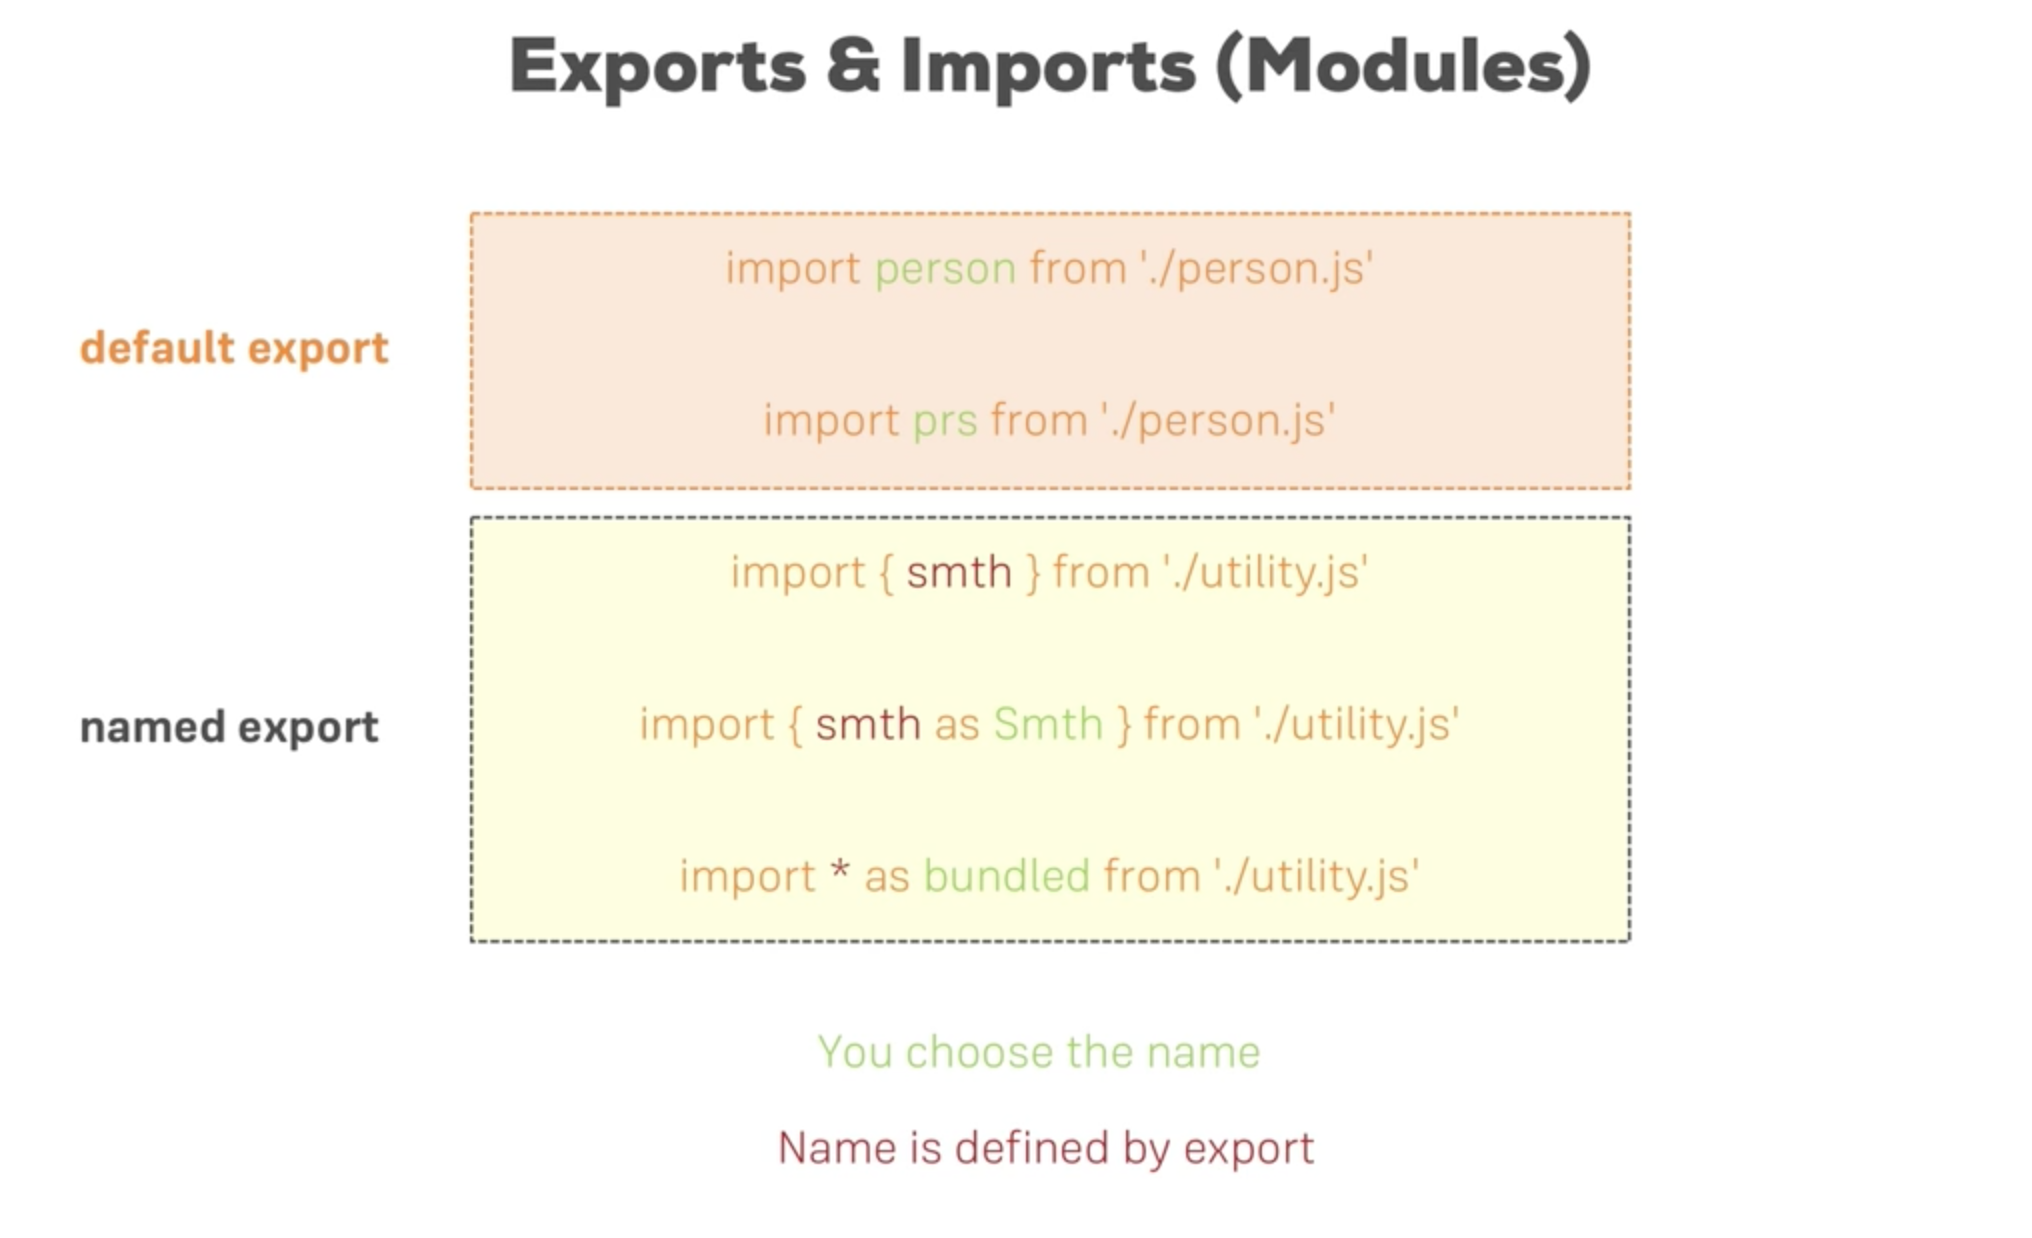 Exports & Imports (Modules)
default export
import person from './person.js'
import prs from './person.js'
named export
import { smth } from './utility.js'
import { smth as Smth } from './utility.js'
import * as bundled from './utility.js'
You choose the name
Name is defined by export